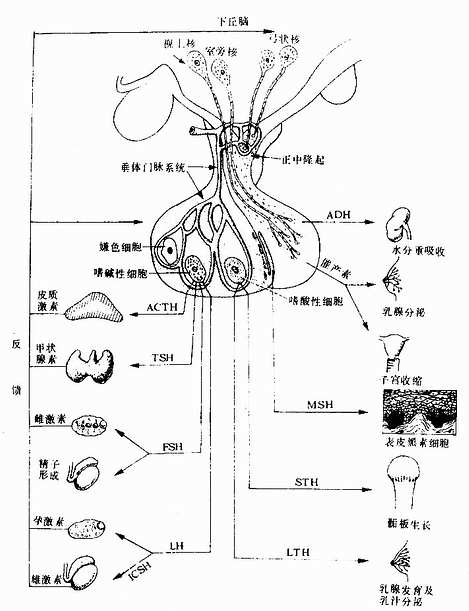 下丘脑
视上核
室旁核
弓状核
垂体门脉系统
正中隆起
ADH
水分重吸收
嫌色细胞
嗜碱性细胞
嗜酸性细胞
催产素
乳腺分泌
子宫收缩
反
馈
皮质
激素
ACTH
甲状
腺素
TSH
MSH
表皮黑素细胞
雌激素
FSH
精子
形成
STH
骺板生长
孕激素
LH
ICSH
雄激素
LTH
乳腺发育及
乳汁分泌